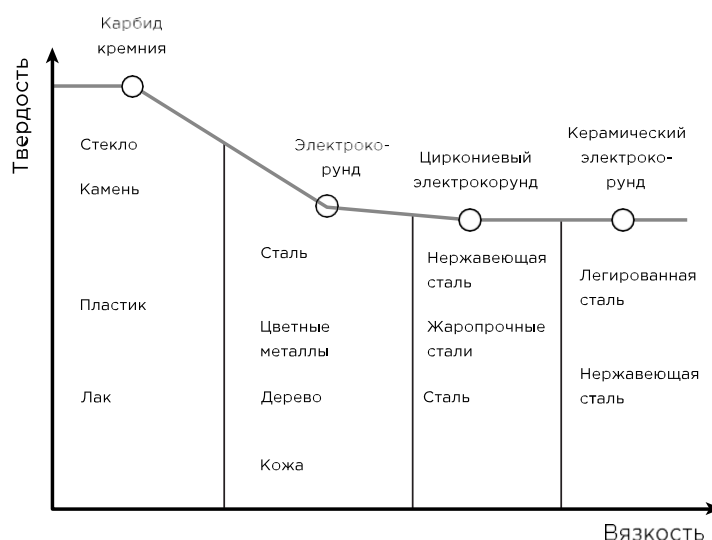 Карбид
кремния
Твердость
Стекло
Камень
Пластик
Лак
Электроко-
рунд
Сталь
Цветные
металлы
Дерево
Кожа
Циркониевый
электрокорунд
Нержавеющая
сталь
Жаропрочные
стали
Сталь
Керамический
электроко-
рунд
Легированная
сталь
Нержавеющая
сталь
Вязкость